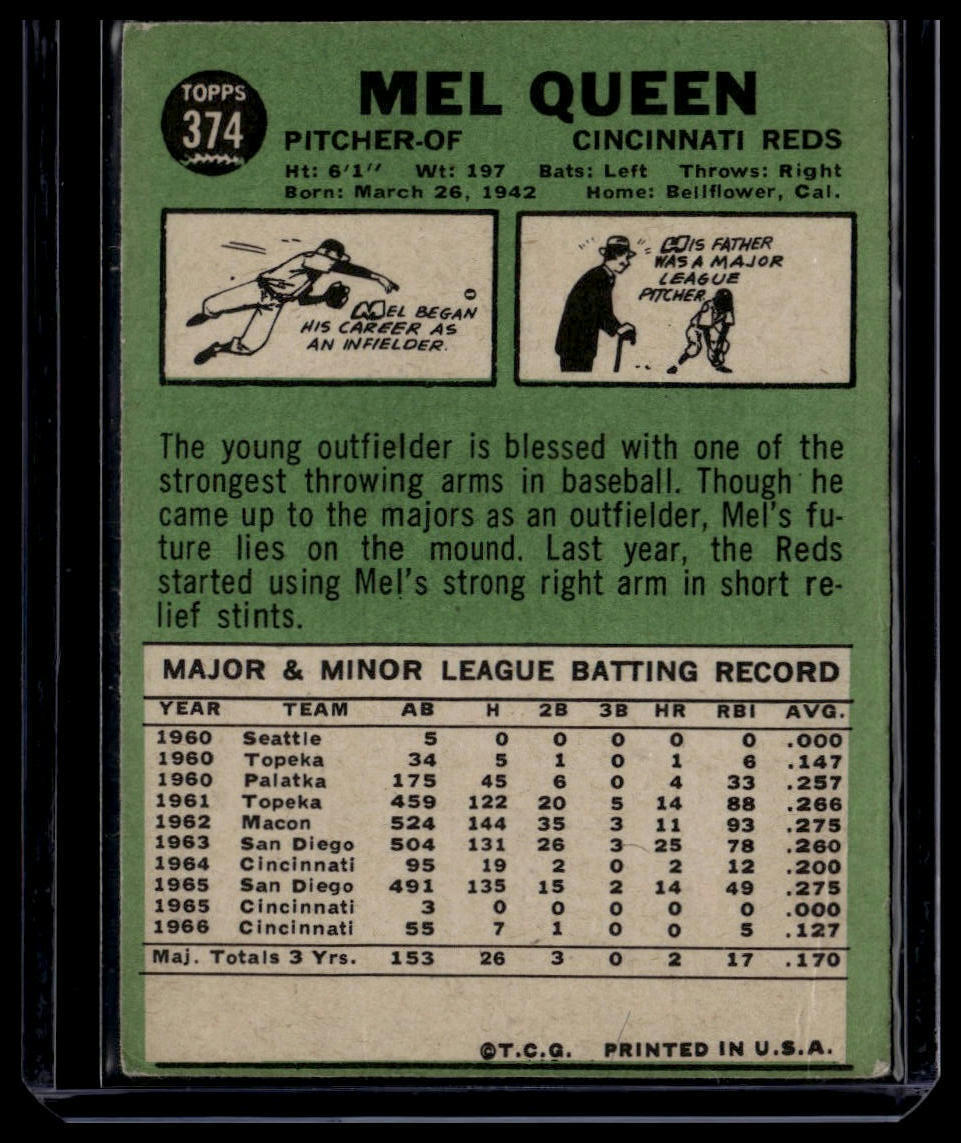 TOPPS
374
MEL QUEEN
PITCHER-OF CINCINNATI REDS
Ht: 6'1" Wt: 197 Bats: Left Throws: Right
Born: March 26, 1942 Home: Bellflower, Cal.
MEL BEGAN
HIS CAREER AS
AN INFIELDER.
HIS FATHER
WAS A MAJOR
LEAGUE
PITCHER
The young outfielder is blessed with one of the
strongest throwing arms in baseball. Though he
came up to the majors as an outfielder, Mel's fu-
ture lies on the mound. Last year, the Reds
started using Mel's strong right arm in short re-
lief stints.
MAJOR & MINOR LEAGUE BATTING RECORD
YEAR TEAM AB H 2B 3B HR RBI AVG.
1960 Seattle 5 0 0 0 0 0 .000
1960 Topeka 34 5 1 0 1 6 .147
1960 Palatka 175 45 6 0 4 33 .257
1961 Topeka 459 122 20 5 14 88 .266
1962 Macon 524 144 35 3 11 93 .275
1963 San Diego 504 131 26 3 25 78 .260
1964 Cincinnati 95 19 2 0 2 12 .200
1965 San Diego 491 135 15 2 14 49 .275
1965 Cincinnati 3 0 0 0 0 0 .000
1966 Cincinnati 55 7 1 0 0 5 .127
Maj. Totals 3 Yrs. 153 26 3 0 2 17 .170
©T.C.G. PRINTED IN U.S.A.